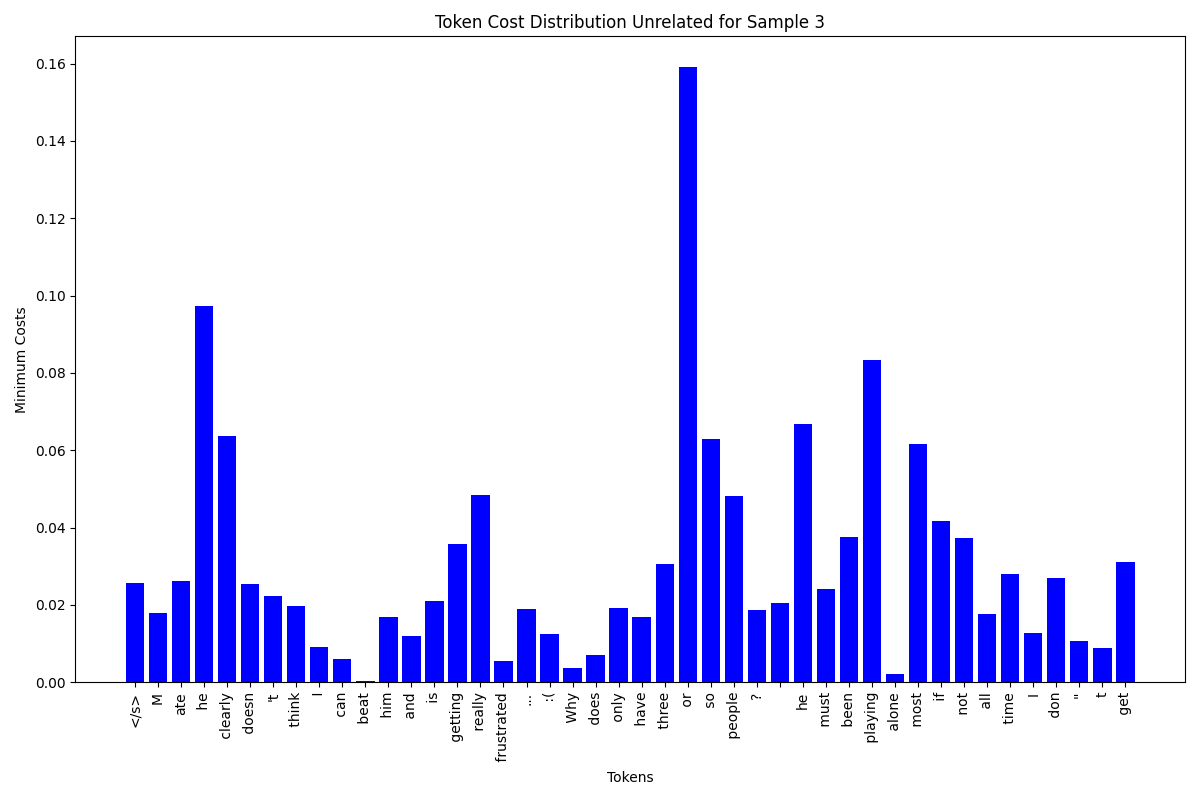 Token Cost Distribution Unrelated for Sample 3
Minimum Costs
0.16
0.14
0.12
0.10
0.08
0.06
0.04
0.02
0.00
</s>
M
ate
he
clearly
doesn
't
think
I
can
beat
him
and
is
getting
really
frustrated
...
:(
Why
does
only
have
three
or
so
people
?
'
he
must
been
playing
alone
most
if
not
all
time
I
don
"
t
get
Tokens